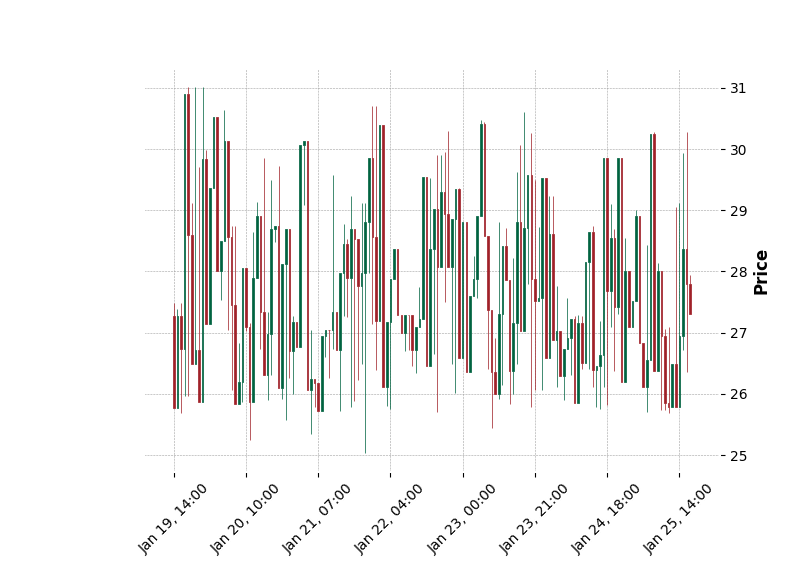 31
30
29
28
27
26
25
Price
Jan 19, 14:00
Jan 20, 10:00
Jan 21, 07:00
Jan 22, 04:00
Jan 23, 00:00
Jan 23, 21:00
Jan 24, 18:00
Jan 25, 14:00